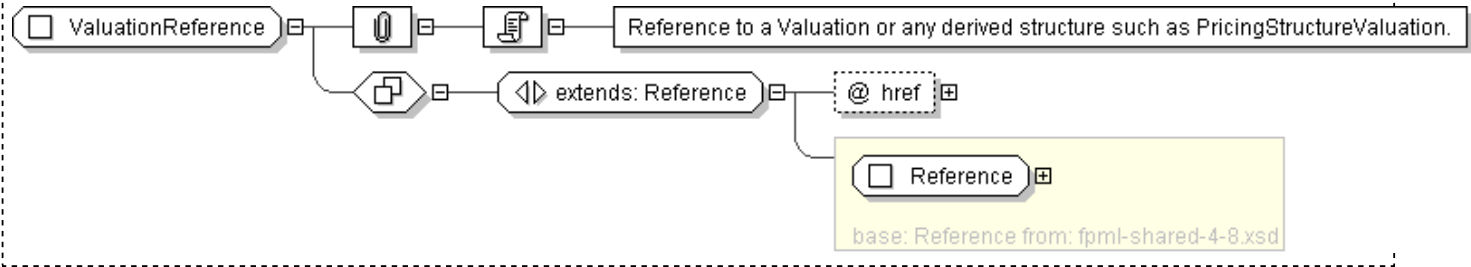 ValuationReference
Reference to a Valuation or any derived structure such as PricingStructureValuation.
extends: Reference
@ href
Reference
base: Reference from: fpml-shared-4-8.xsd